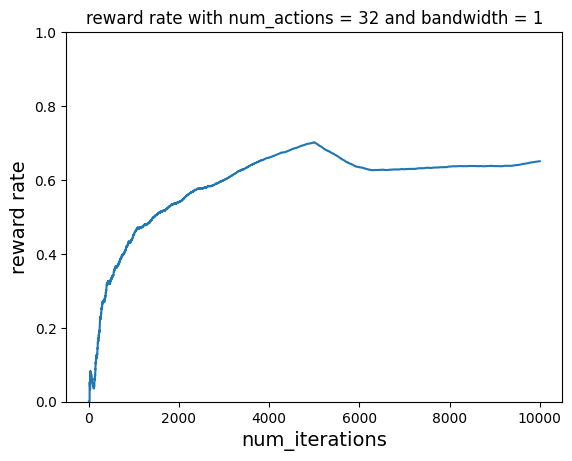 reward rate with num_actions = 32 and bandwidth = 1
1.0
0.8
0.6
0.4
0.2
0.0
reward rate
0 2000 4000 6000 8000 10000
num_iterations